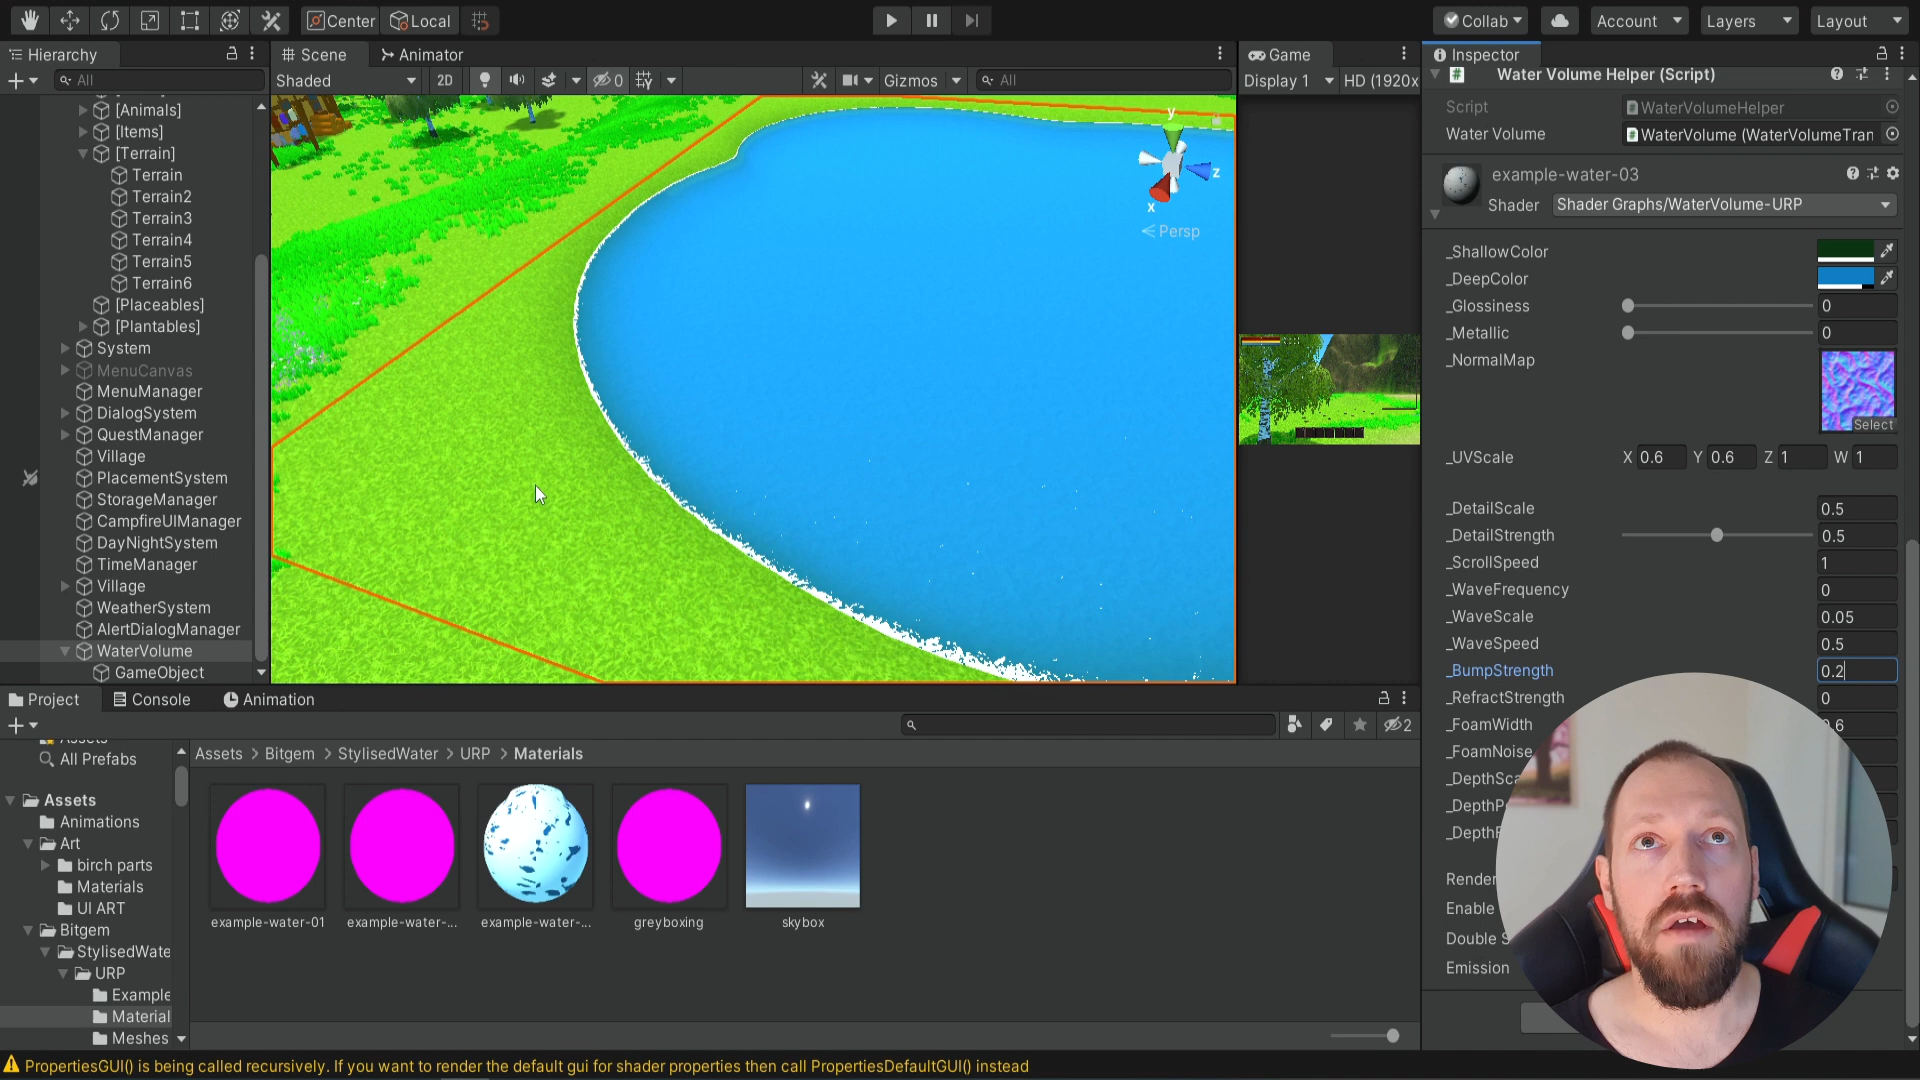 Center
Local
Collab
Account
Layers
Layout
Hierarchy
Scene
Animator
Game
Inspector
All
Shaded
2D
0
Gizmos
All
Display 1
HD (1920x
Water Volume Helper (Script)
Script
WaterVolumeHelper
Water Volume
WaterVolume (WaterVolumeTran
[Animals]
[Items]
[Terrain]
Terrain
Terrain2
Terrain3
Terrain4
Terrain5
Terrain6
[Placeables]
[Plantables]
System
MenuCanvas
MenuManager
DialogSystem
QuestManager
Village
PlacementSystem
StorageManager
CampfireUIManager
DayNightSystem
TimeManager
Village
WeatherSystem
AlertDialogManager
WaterVolume
GameObject
y
z
x
Persp
example-water-03
Shader
Shader Graphs/WaterVolume-URP
_ShallowColor
_DeepColor
_Glossiness 0
_Metallic 0
_NormalMap
Select
_UVScale X 0.6 Y 0.6 Z 1 W 1
_DetailScale 0.5
_DetailStrength 0.5
_ScrollSpeed 1
_WaveFrequency 0
_WaveScale 0.05
_WaveSpeed 0.5
_BumpStrength 0.2
_RefractStrength 0
_FoamWidth
_FoamNoise
_DepthSca
_DepthP
_Depth
Render
Enable
Double S
Emission
Project
Console
Animation
2
Assets
All Prefabs
Assets
Animations
Art
birch parts
Materials
UI ART
Bitgem
StylisedWate
URP
Example
Material
Meshes
Assets > Bitgem > StylisedWater > URP > Materials
example-water-01
example-water-...
example-water-...
greyboxing
skybox
PropertiesGUI() is being called recursively. If you want to render the default gui for shader properties then call PropertiesDefaultGUI() instead